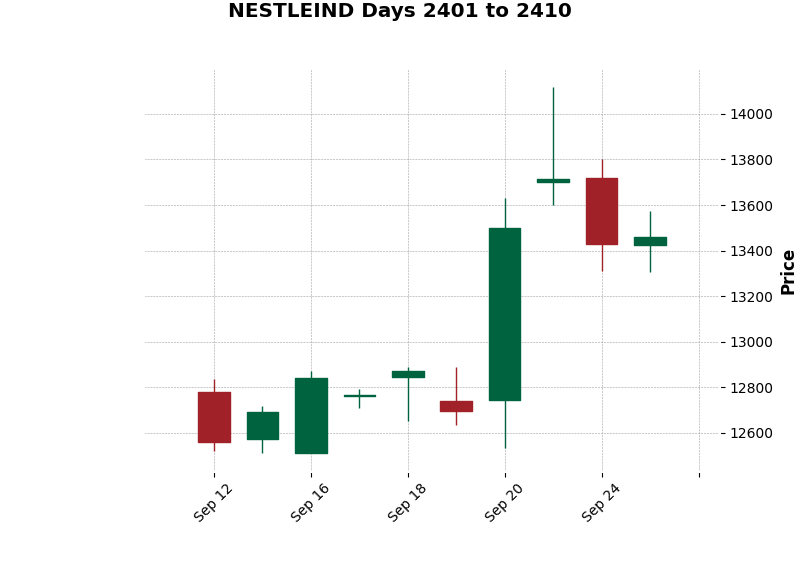 NESTLEIND Days 2401 to 2410
14000
13800
13600
13400
13200
13000
12800
12600
Price
Sep 12
Sep 16
Sep 18
Sep 20
Sep 24